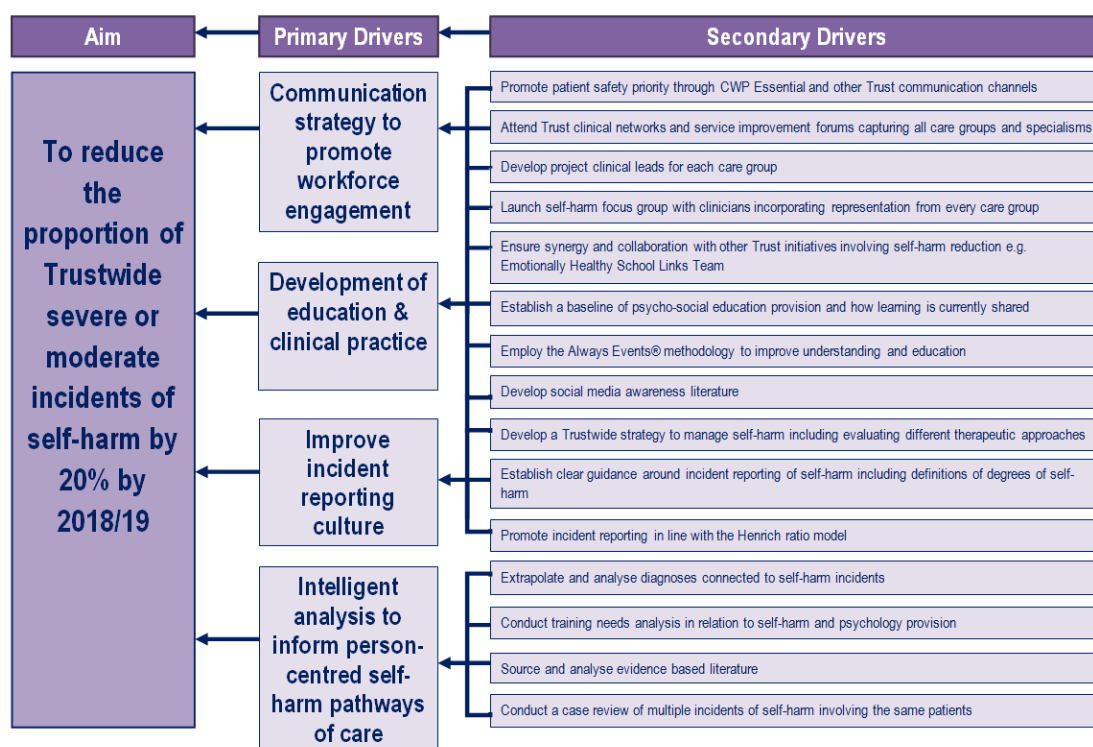 Aim
Primary Drivers
Secondary Drivers
To reduce
the
proportion of
Trustwide
severe or
moderate
incidents of
self-harm by
20% by
2018/19
Communication
strategy to
promote
workforce
engagement
Development of
education &
clinical practice
Improve
incident
reporting
culture
Intelligent
analysis to
inform person-
centred self-
harm pathways
of care
Promote patient safety priority through CWP Essential and other Trust communication channels
Attend Trust clinical networks and service improvement forums capturing all care groups and specialisms
Develop project clinical leads for each care group
Launch self-harm focus group with clinicians incorporating representation from every care group
Ensure synergy and collaboration with other Trust initiatives involving self-harm reduction e.g.
Emotionally Healthy School Links Team
Establish a baseline of psycho-social education provision and how learning is currently shared
Employ the Always Events® methodology to improve understanding and education
Develop social media awareness literature
Develop a Trustwide strategy to manage self-harm including evaluating different therapeutic approaches
Establish clear guidance around incident reporting of self-harm including definitions of degrees of self-
harm
Promote incident reporting in line with the Henrich ratio model
Extrapolate and analyse diagnoses connected to self-harm incidents
Conduct training needs analysis in relation to self-harm and psychology provision
Source and analyse evidence based literature
Conduct a case review of multiple incidents of self-harm involving the same patients